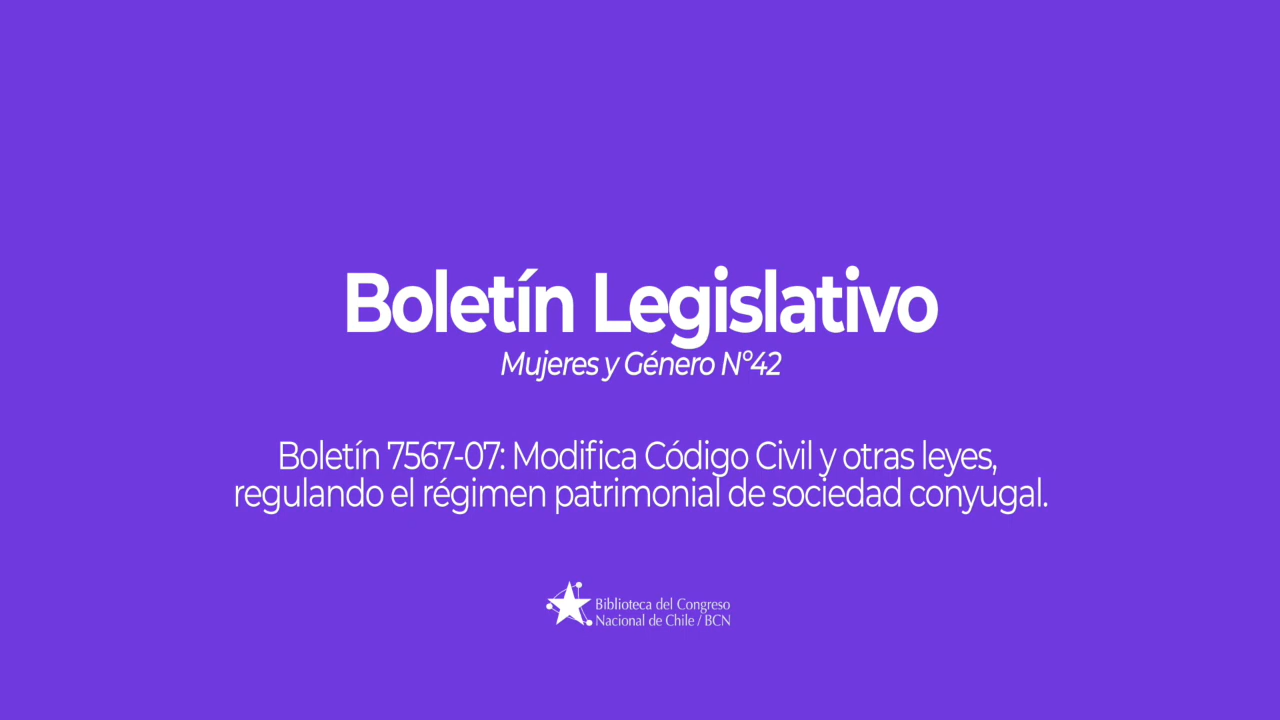 Boletín Legislativo
Mujeres y Género N°42
Boletín 7567-07: Modifica Código Civil y otras leyes,
regulando el régimen patrimonial de sociedad conyugal.
Biblioteca del Congreso
Nacional de Chile / BCN